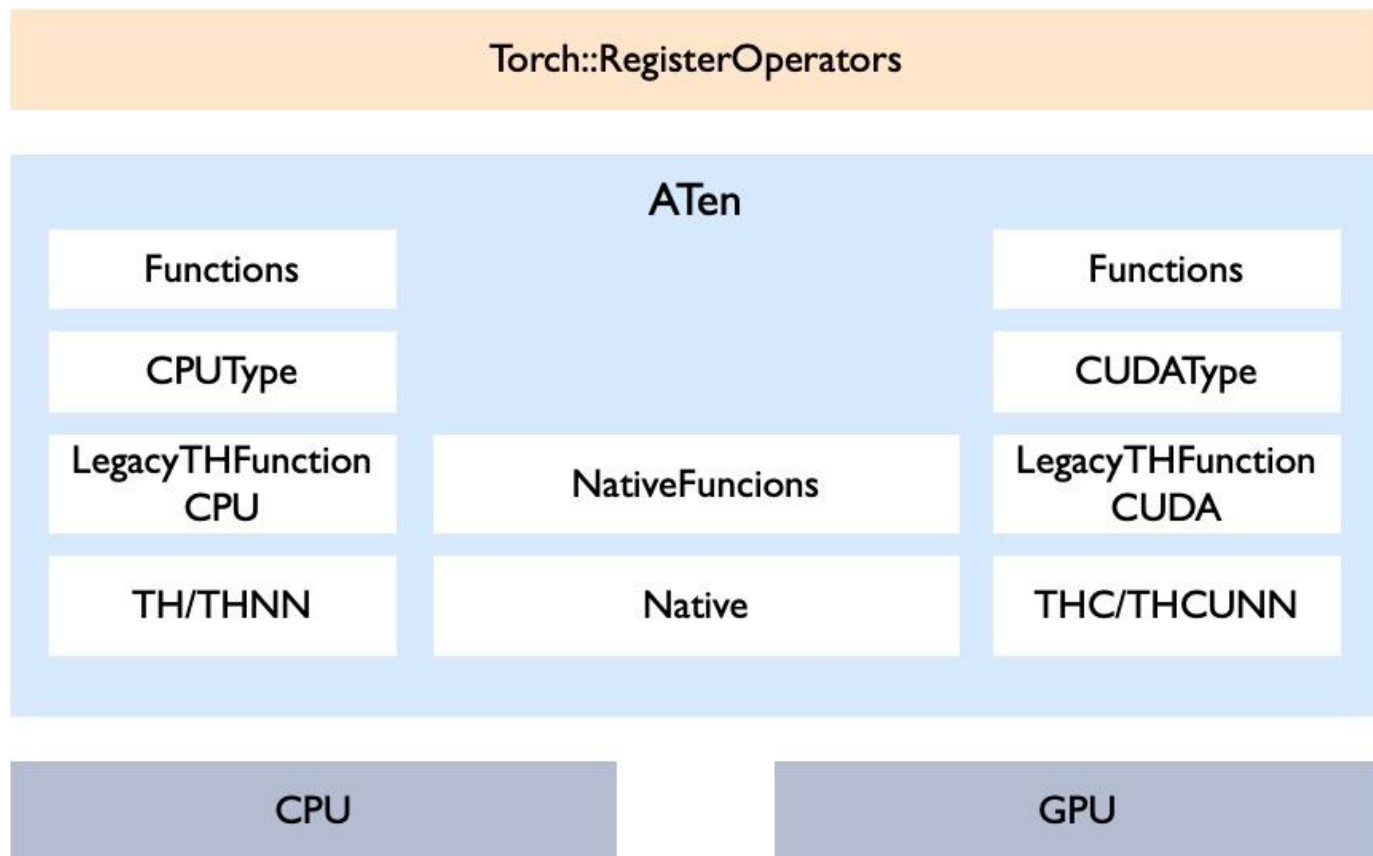 Torch::RegisterOperators
ATen
Functions
Functions
CPUType
CUDAType
LegacyTHFunction
CPU
NativeFuncions
LegacyTHFunction
CUDA
TH/THNN
Native
THC/THCUNN
CPU
GPU